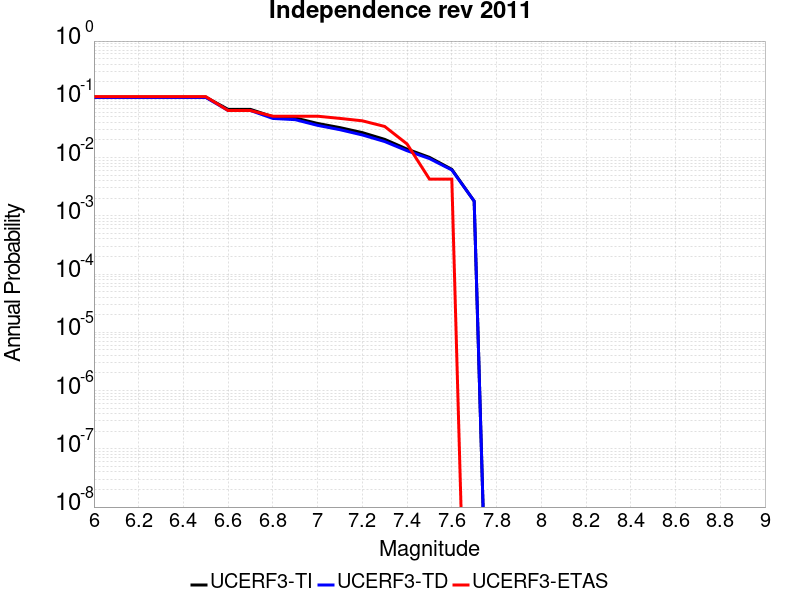 Independence rev 2011
10^0
10^-1
10^-2
10^-3
10^-4
10^-5
10^-6
10^-7
10^-8
Annual Probability
6 6.2 6.4 6.6 6.8 7 7.2 7.4 7.6 7.8 8 8.2 8.4 8.6 8.8 9
Magnitude
UCERF3-TI UCERF3-TD UCERF3-ETAS